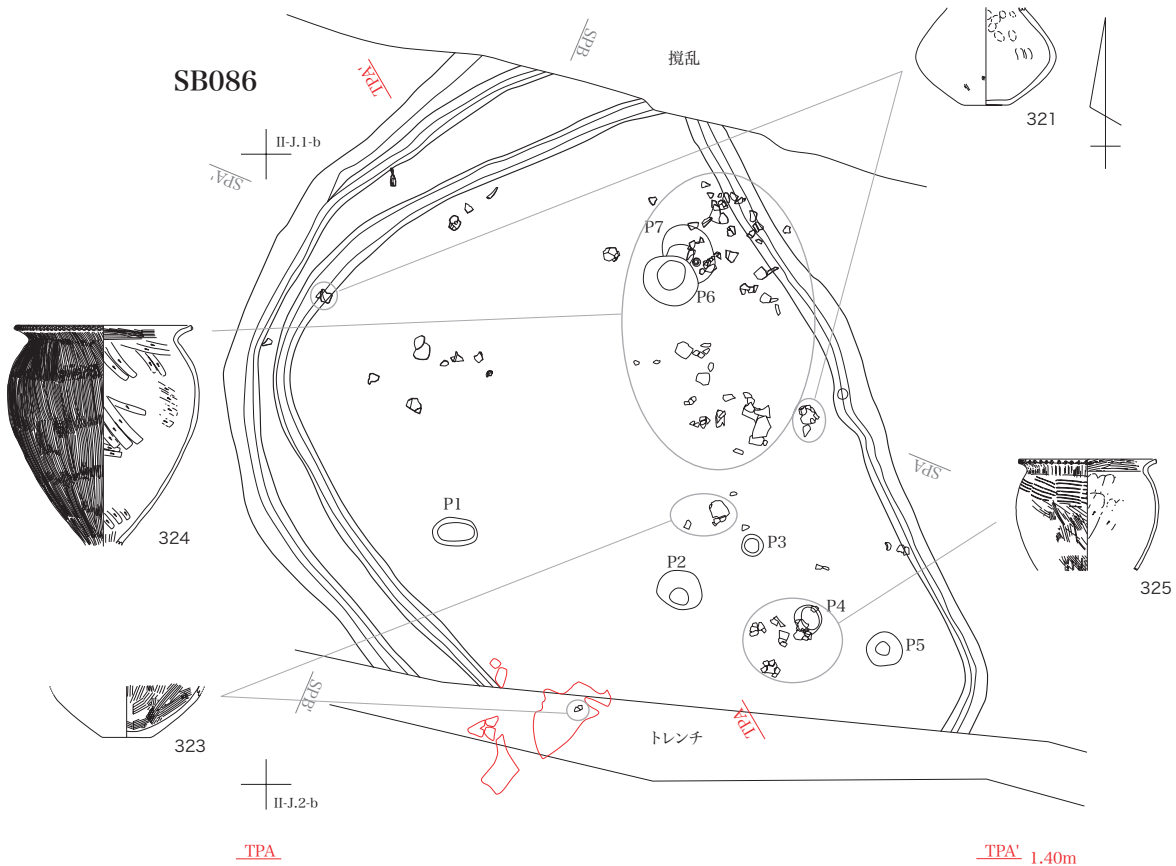 SB086
TPA'
SPB
撹乱
321
II-J.1-b
SPA'
P7
P6
324
SPA
P1
P3
P2
P4
P5
325
SPB'
TPA
トレンチ
323
II-J.2-b
TPA
TPA' 1.40m